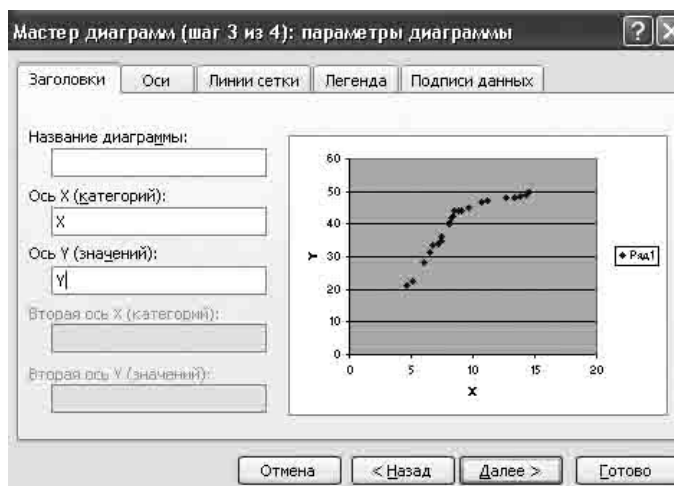 Мастер диаграмм (шаг 3 из 4): параметры диаграммы
Заголовки Оси Линии сетки Легенда Подписи данных
Название диаграммы:
Ось X (категорий):
X
Ось Y (значений):
Y
Вторая ось X (категорий):
Вторая ось Y (значений):
60
50
40
30
20
10
0
Y
0 5 10 15 20
X
Ряд1
Отмена < Назад Далее > Готово